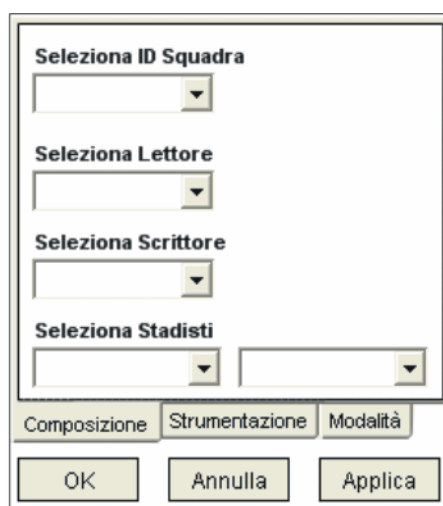 Seleziona ID Squadra
Seleziona Lettore
Seleziona Scrittore
Seleziona Stadisti
Composizione Strumentazione Modalità
OK Annulla Applica